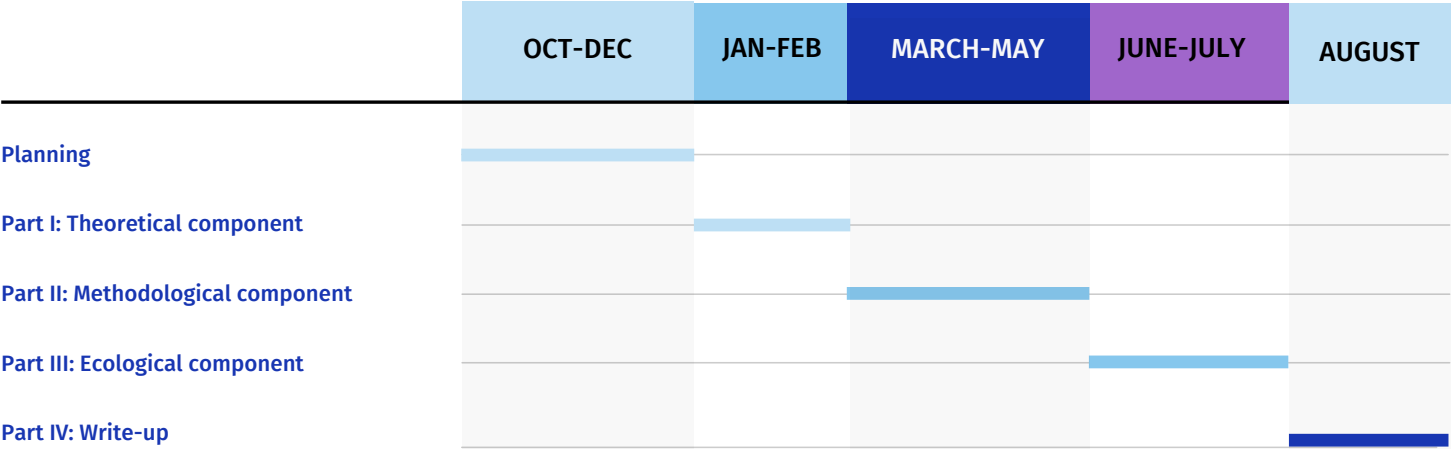 OCT-DEC JAN-FEB MARCH-MAY JUNE-JULY AUGUST
Planning
Part I: Theoretical component
Part II: Methodological component
Part III: Ecological component
Part IV: Write-up